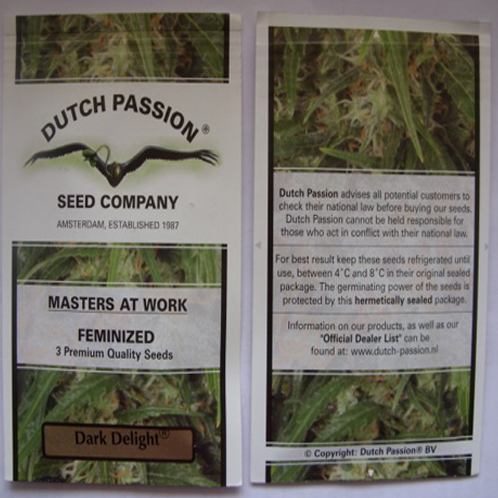 DUTCH PASSION®
SEED COMPANY
AMSTERDAM, ESTABLISHED 1987
MASTERS AT WORK
FEMINIZED
3 Premium Quality Seeds
Dark Delight®
Dutch Passion advises all potential customers to
check their national law before buying our seeds.
Dutch Passion cannot be held responsible for
those who act in conflict with their national law.
For best result keep these seeds refrigerated until
use, between 4°C and 8°C in their original sealed
package. The germinating power of the seeds is
protected by this hermetically sealed package.
Information on our products, as well as our
"Official Dealer List" can be
found at: www.dutch-passion.nl
© Copyright: Dutch Passion® BV